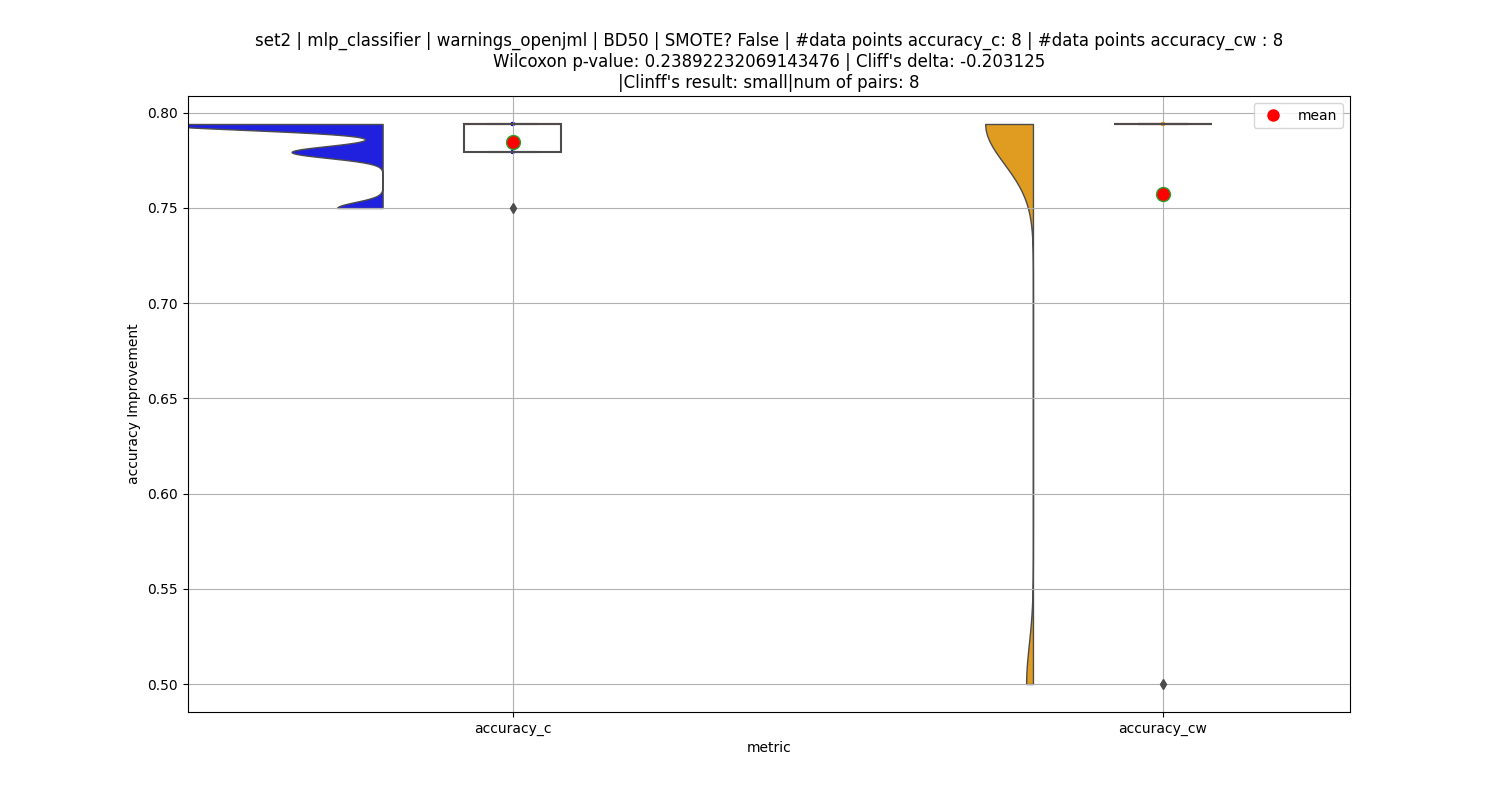 set2 | mlp_classifier | warnings_openjml | BD50 | SMOTE? False | #data points accuracy_c: 8 | #data points accuracy_cw : 8
Wilcoxon p-value: 0.23892232069143476 | Cliff's delta: -0.203125
|Clinff's result: small|num of pairs: 8
mean
0.80
0.75
0.70
0.65
0.60
0.55
0.50
accuracy Improvement
accuracy_c
accuracy_cw
metric